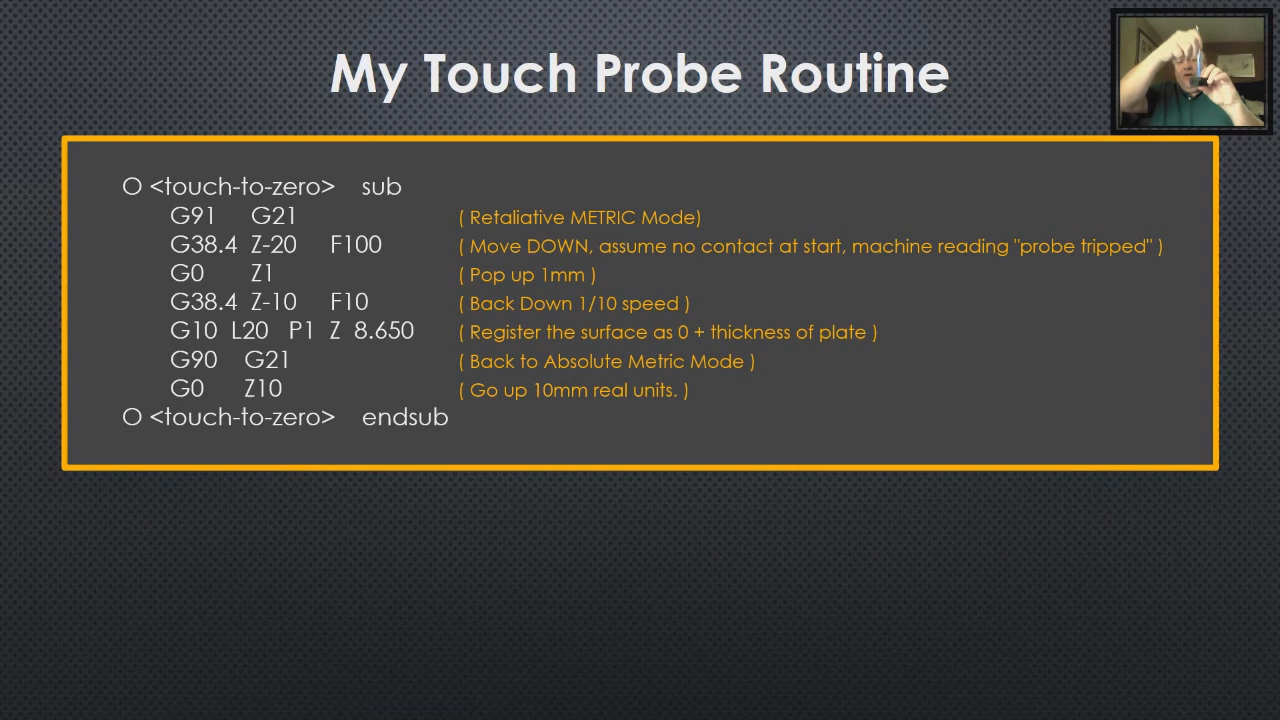 My Touch Probe Routine
O <touch-to-zero> sub
G91 G21 ( Retaliative METRIC Mode)
G38.4 Z-20 F100 ( Move DOWN, assume no contact at start, machine reading "probe tripped" )
G0 Z1 ( Pop up 1mm )
G38.4 Z-10 F10 ( Back Down 1/10 speed )
G10 L20 P1 Z 8.650 ( Register the surface as 0 + thickness of plate )
G90 G21 ( Back to Absolute Metric Mode )
G0 Z10 ( Go up 10mm real units. )
O <touch-to-zero> endsub